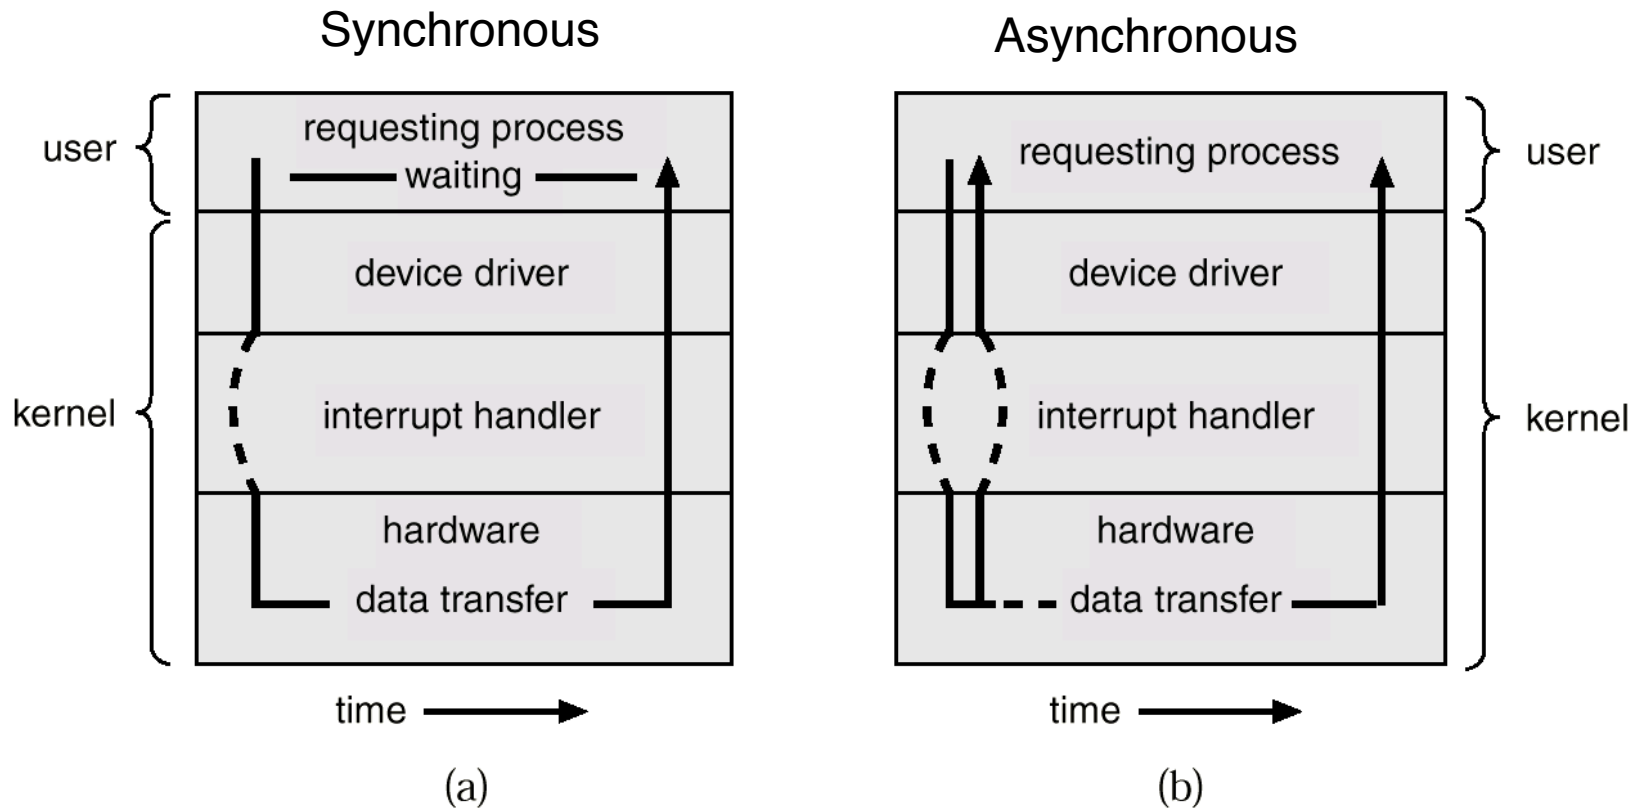 Synchronous
user
kernel
requesting process
waiting
device driver
interrupt handler
hardware
data transfer
time
(a)
Asynchronous
requesting process
device driver
interrupt handler
hardware
data transfer
user
kernel
time
(b)